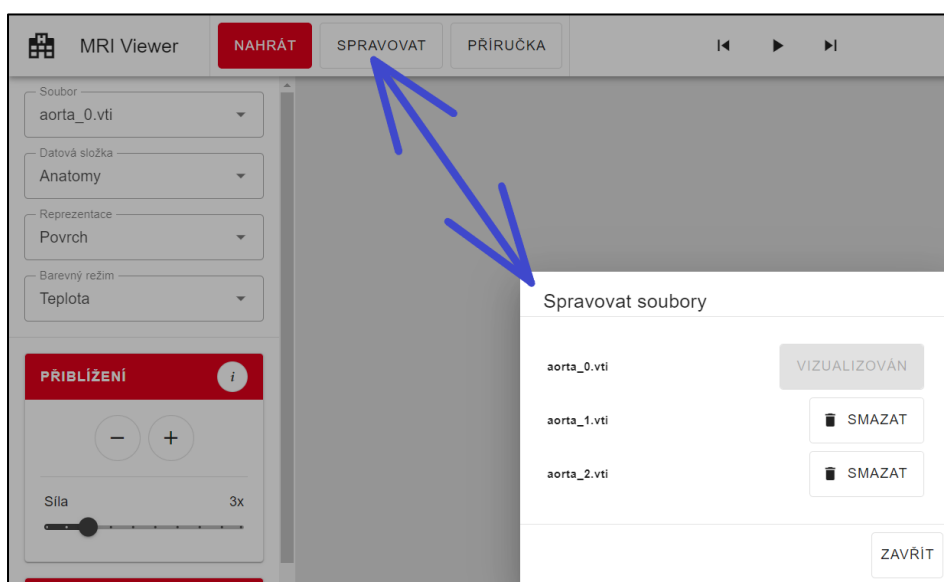 MRI Viewer
NAHRÁT
SPRAVOVAT
PŘÍRUČKA
Soubor
aorta_0.vti
Datová složka
Anatomy
Reprezentace
Povrch
Barevný režim
Teplota
PŘIBLÍŽENÍ
i
Síla 3x
Spravovat soubory
aorta_0.vti VIZUALIZOVÁN
aorta_1.vti SMAZAT
aorta_2.vti SMAZAT
ZAVŘÍT